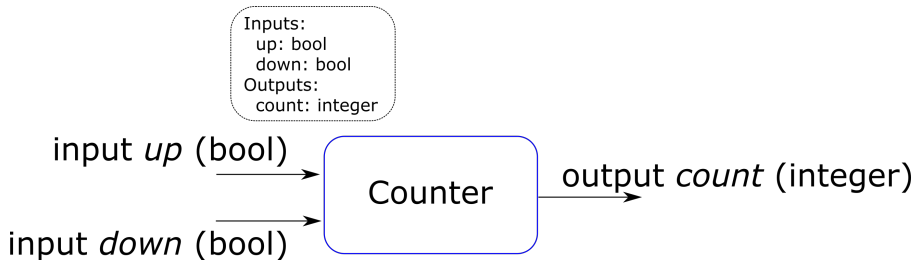 Inputs:
up: bool
down: bool
Outputs:
count: integer
input up (bool)
Counter
output count (integer)
input down (bool)